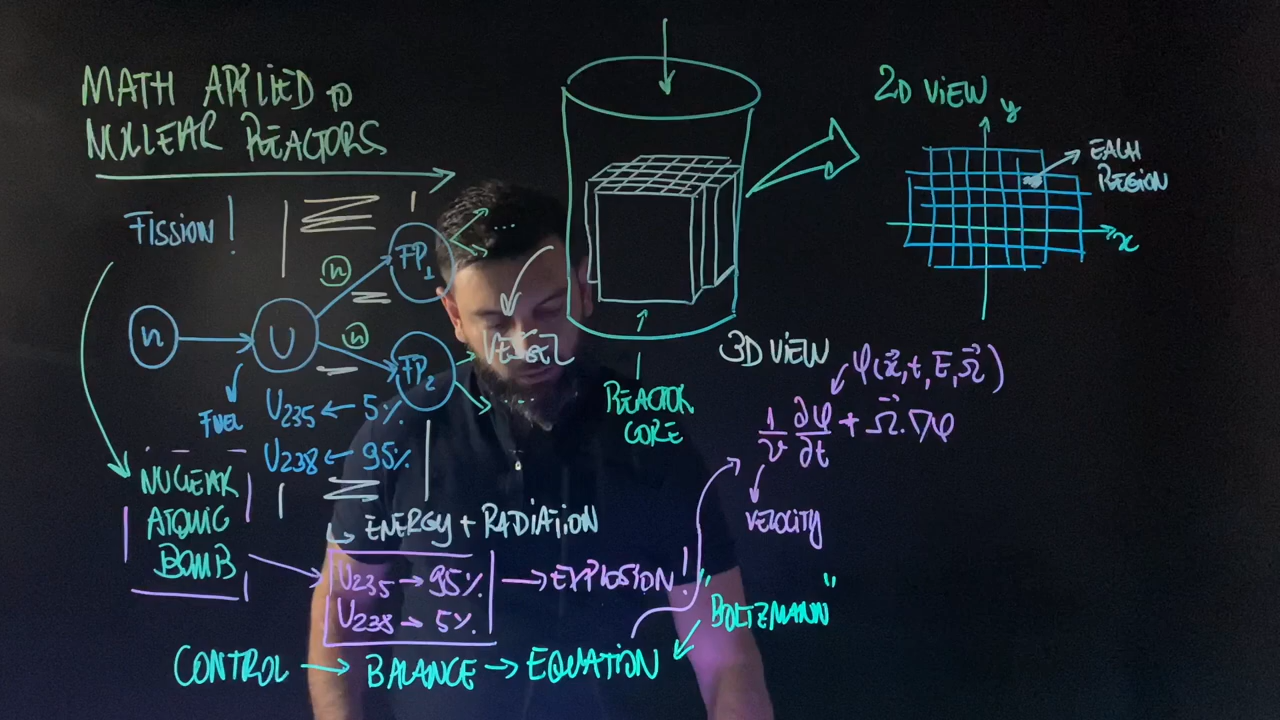 MATH APPLIED TO
NUCLEAR REACTORS
FISSION!
n
U
n
n
FP₁
...
FP₂
...
FUEL
U₂₃₅ ← 5%
U₂₃₈ ← 95%
NUCLEAR
ATOMIC
BOMB
ENERGY + RADIATION
U₂₃₅ → 95%
U₂₃₈ → 5%
→ EXPLOSION!
CONTROL → BALANCE → EQUATION
"BOLTZMANN"
VESSEL
REACTOR
CORE
3D VIEW
2D VIEW
y
x
EACH
REGION
φ(x⃗, t, E, Ω⃗)
1/v ∂φ/∂t + Ω⃗.∇φ
VELOCITY